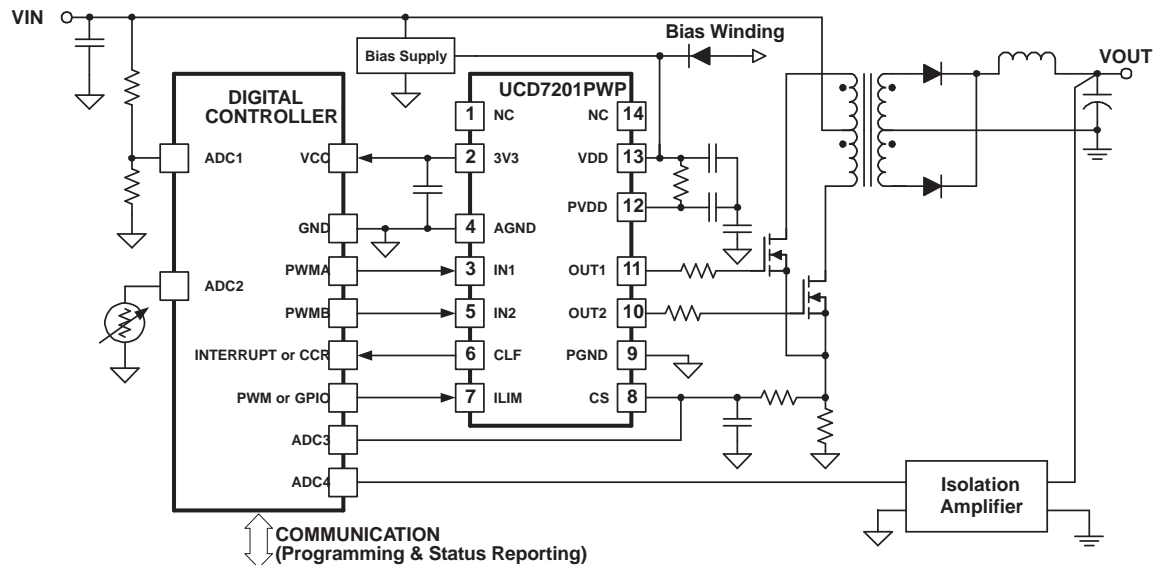 VIN
Bias Winding
Bias Supply
VOUT
DIGITAL
CONTROLLER
UCD7201PWP
ADC1
VCC
GND
ADC2
PWMA
PWMB
INTERRUPT or CCR
PWM or GPIO
ADC3
ADC4
1 NC
2 3V3
4 AGND
3 IN1
5 IN2
6 CLF
7 ILIM
NC 14
VDD 13
PVDD 12
OUT1 11
OUT2 10
PGND 9
CS 8
Isolation
Amplifier
COMMUNICATION
(Programming & Status Reporting)